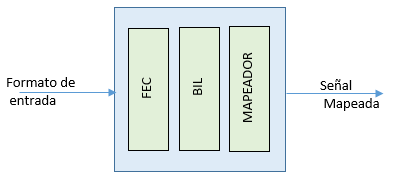 Formato de
entrada
FEC
BIL
MAPEADOR
Señal
Mapeada